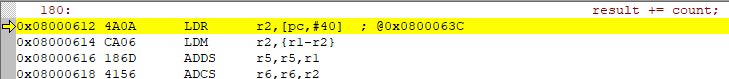 180: result += count;
0x08000612 4A0A LDR r2,[pc,#40] ; @0x0800063C
0x08000614 CA06 LDM r2,{r1-r2}
0x08000616 186D ADDS r5,r5,r1
0x08000618 4156 ADCS r6,r6,r2